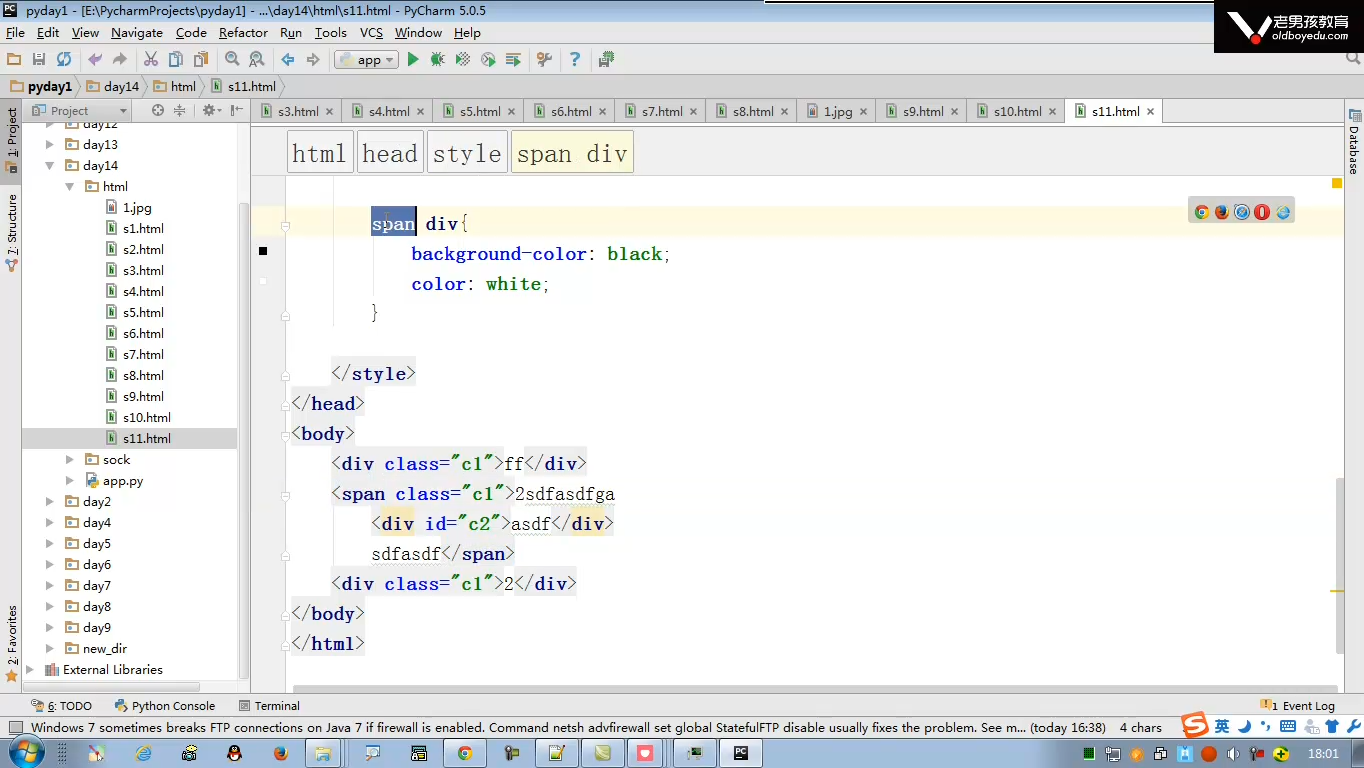 pyday1 - [E:\PycharmProjects\pyday1] - ...\day14\html\s11.html - PyCharm 5.0.5
老男孩教育
oldboyedu.com
File Edit View Navigate Code Refactor Run Tools VCS Window Help
app
pyday1 day14 html s11.html
Project
s3.html s4.html s5.html s6.html s7.html s8.html 1.jpg s9.html s10.html s11.html
1: Project
7: Structure
2: Favorites
Database
day12
day13
day14
html
1.jpg
s1.html
s2.html
s3.html
s4.html
s5.html
s6.html
s7.html
s8.html
s9.html
s10.html
s11.html
sock
app.py
day2
day4
day5
day6
day7
day8
day9
new_dir
External Libraries
html head style span div
span div{
background-color: black;
color: white;
}
</style>
</head>
<body>
<div class="c1">ff</div>
<span class="c1">2sdfasdfga
<div id="c2">asdf</div>
sdfasdf</span>
<div class="c1">2</div>
</body>
</html>
6: TODO Python Console Terminal 1 Event Log
Windows 7 sometimes breaks FTP connections on Java 7 if firewall is enabled. Command netsh advfirewall set global StatefulFTP disable usually fixes the problem. See m... (today 16:38) 4 chars
英
18:01